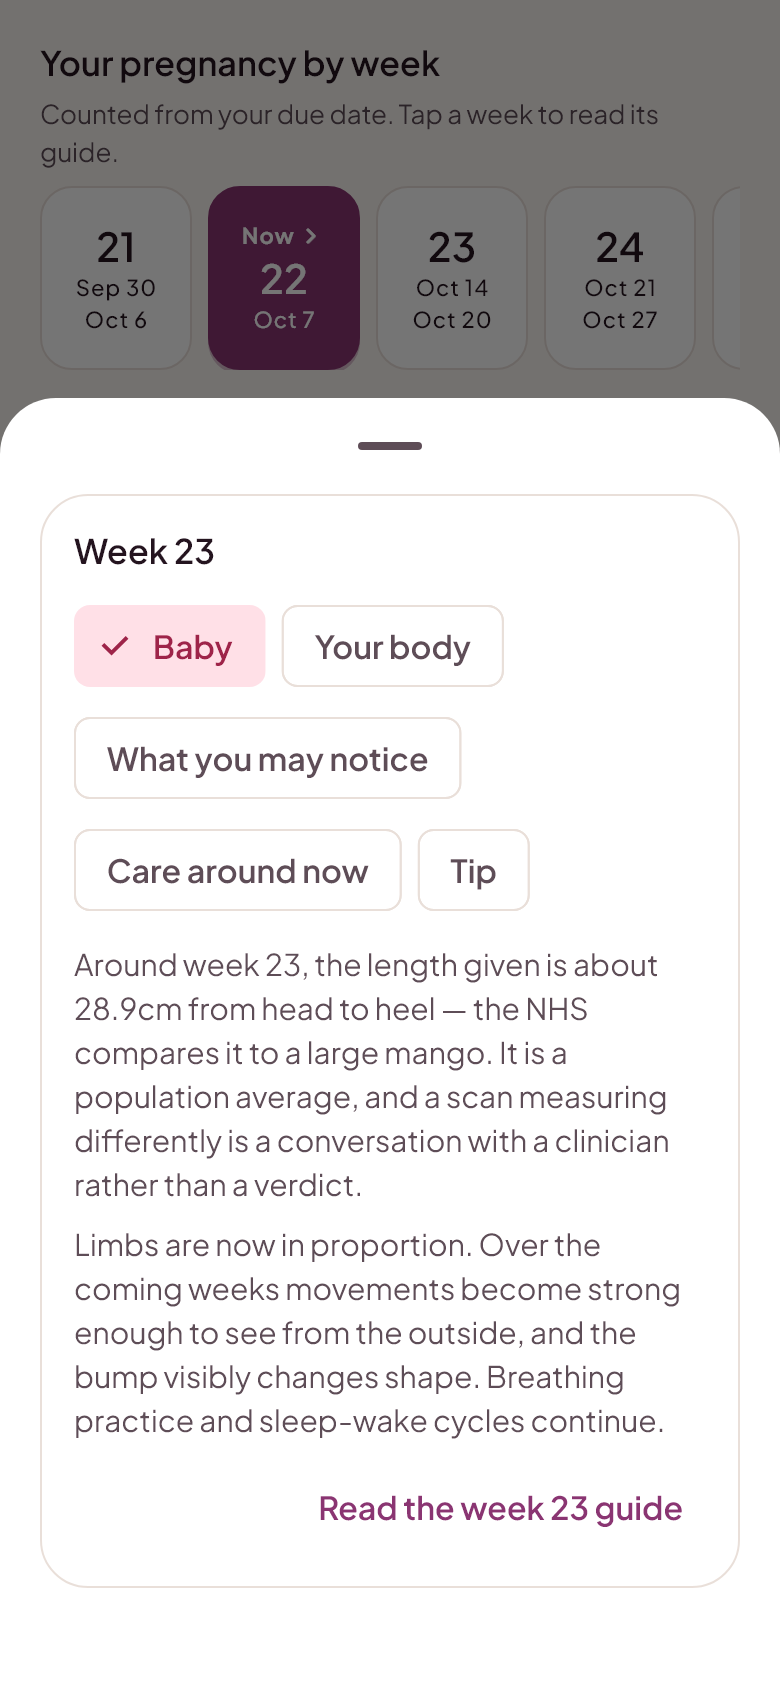 Your pregnancy by week
Counted from your due date. Tap a week to read its
guide.
21
Sep 30
Oct 6
Now
22
Oct 7
23
Oct 14
Oct 20
24
Oct 21
Oct 27
Week 23
Baby
Your body
What you may notice
Care around now
Tip
Around week 23, the length given is about
28.9cm from head to heel — the NHS
compares it to a large mango. It is a
population average, and a scan measuring
differently is a conversation with a clinician
rather than a verdict.
Limbs are now in proportion. Over the
coming weeks movements become strong
enough to see from the outside, and the
bump visibly changes shape. Breathing
practice and sleep-wake cycles continue.
Read the week 23 guide